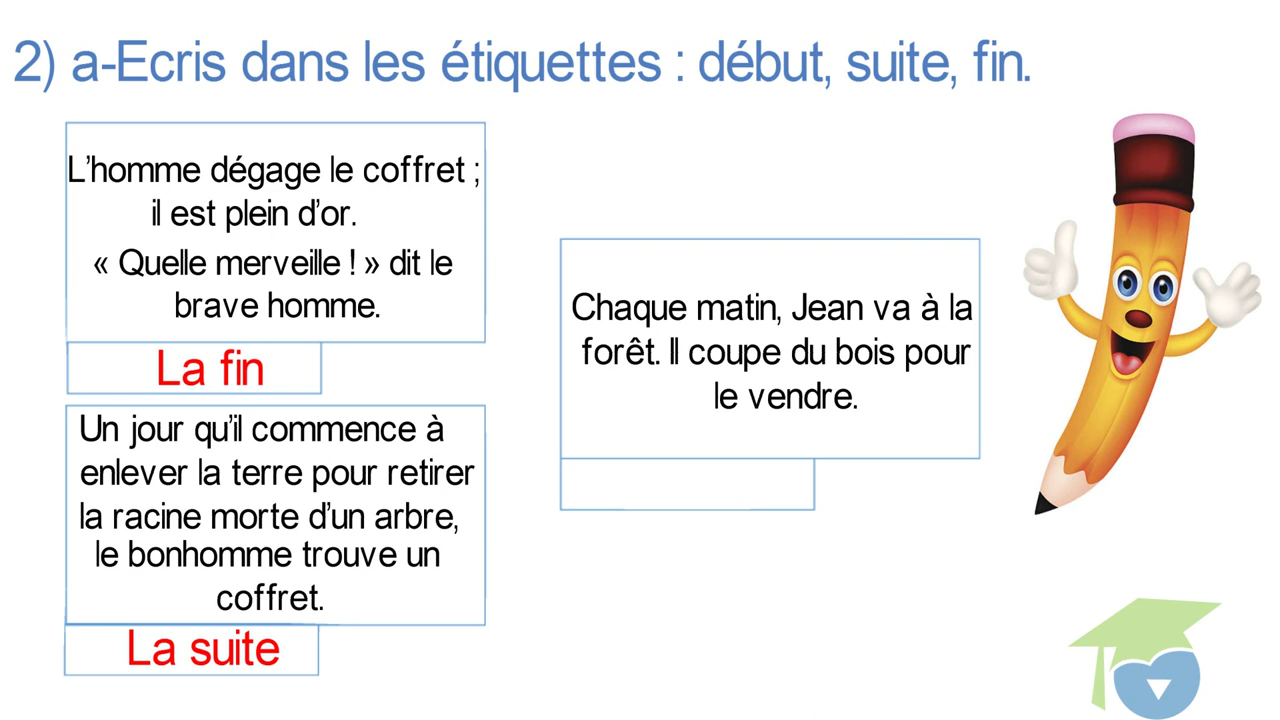 2) a-Ecris dans les étiquettes : début, suite, fin.
L’homme dégage le coffret ;
il est plein d’or.
« Quelle merveille ! » dit le
brave homme.
La fin
Un jour qu’il commence à
enlever la terre pour retirer
la racine morte d’un arbre,
le bonhomme trouve un
coffret.
La suite
Chaque matin, Jean va à la
forêt. Il coupe du bois pour
le vendre.